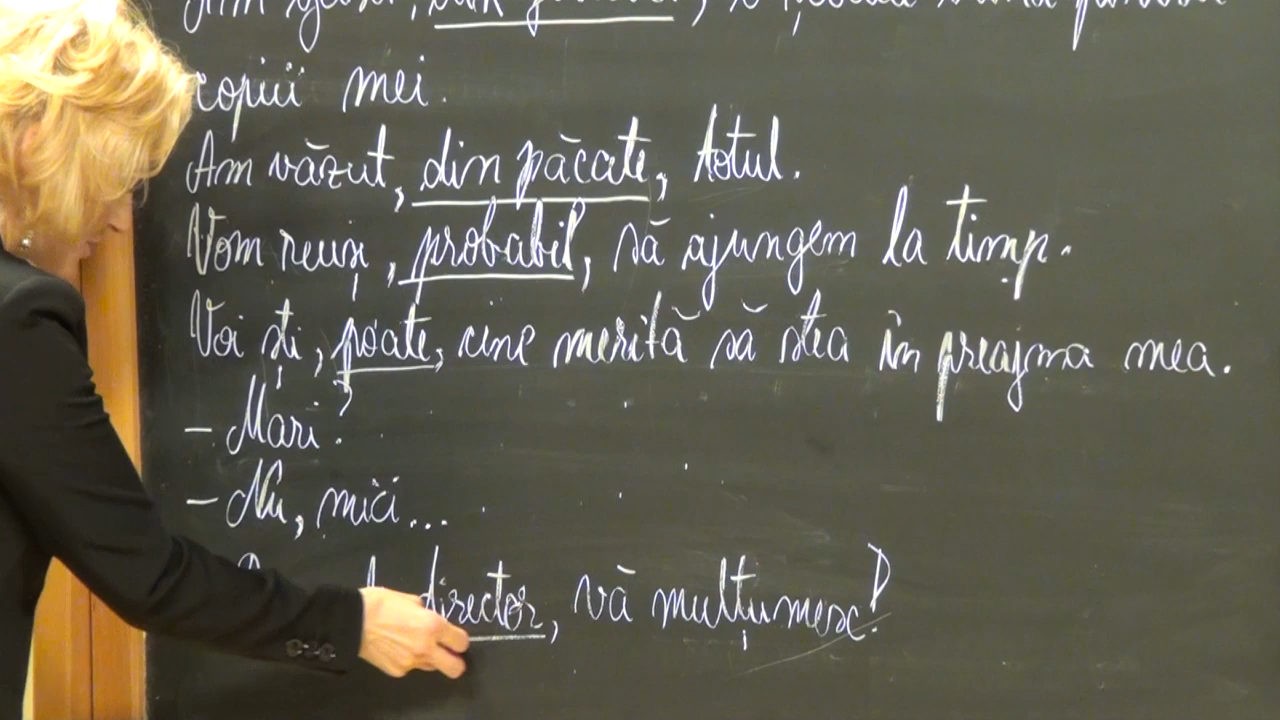 copiii mei.
Am văzut, din păcate, totul.
Vom reuși, probabil, să ajungem la timp.
Voi ști, poate, cine merită să stea în preajma mea.
– Mari?
– Nu, mici...
director, vă mulțumesc!